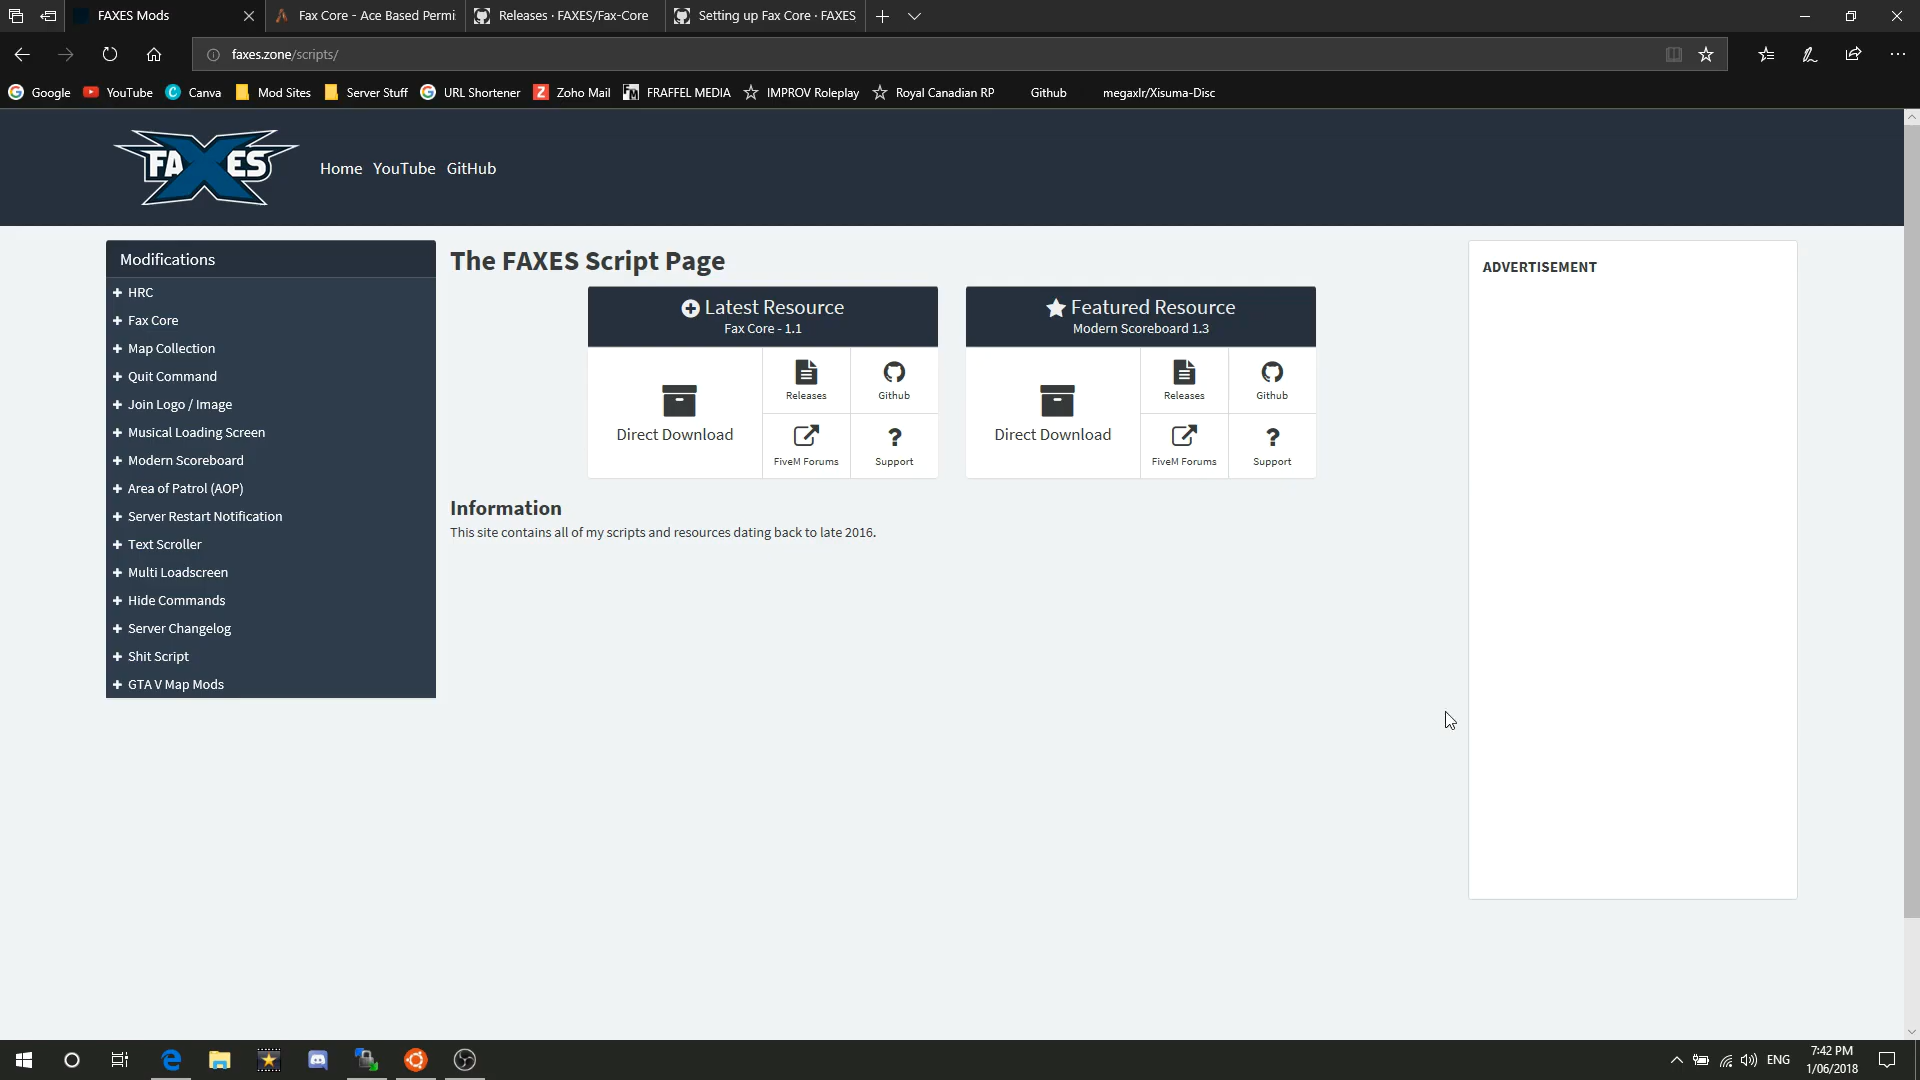 FAXES Mods
Fax Core - Ace Based Permi
Releases · FAXES/Fax-Core
Setting up Fax Core · FAXES
faxes.zone/scripts/
Google
YouTube
Canva
Mod Sites
Server Stuff
URL Shortener
Zoho Mail
FRAFFEL MEDIA
IMPROV Roleplay
Royal Canadian RP
Github
megaxlr/Xisuma-Disc
FAXES
Home YouTube GitHub
Modifications
HRC
Fax Core
Map Collection
Quit Command
Join Logo / Image
Musical Loading Screen
Modern Scoreboard
Area of Patrol (AOP)
Server Restart Notification
Text Scroller
Multi Loadscreen
Hide Commands
Server Changelog
Shit Script
GTA V Map Mods
The FAXES Script Page
Latest Resource
Fax Core - 1.1
Direct Download
Releases
Github
FiveM Forums
Support
Featured Resource
Modern Scoreboard 1.3
Direct Download
Releases
Github
FiveM Forums
Support
Information
This site contains all of my scripts and resources dating back to late 2016.
ADVERTISEMENT
ENG
7:42 PM
1/06/2018